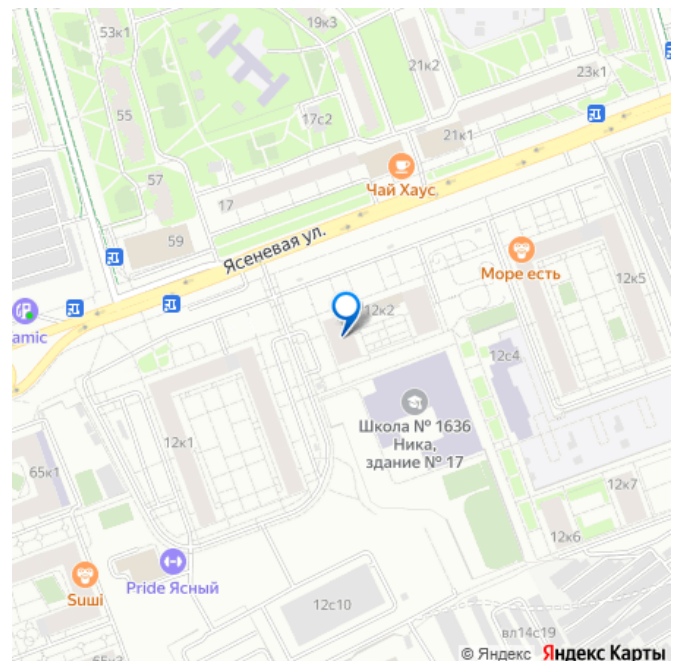 19к3
53к1
21к2
23к1
55
17с2
21к1
Чай Хаус
57
17
59
Ясеневая ул.
Море есть
12к5
12к2
amic
12с4
Школа № 1636
Ника,
здание № 17
12к1
65к1
12к7
12к6
Pride Ясный
Suшi
12с10
вл14с19
65к3
© Яндекс Яндекс Карты